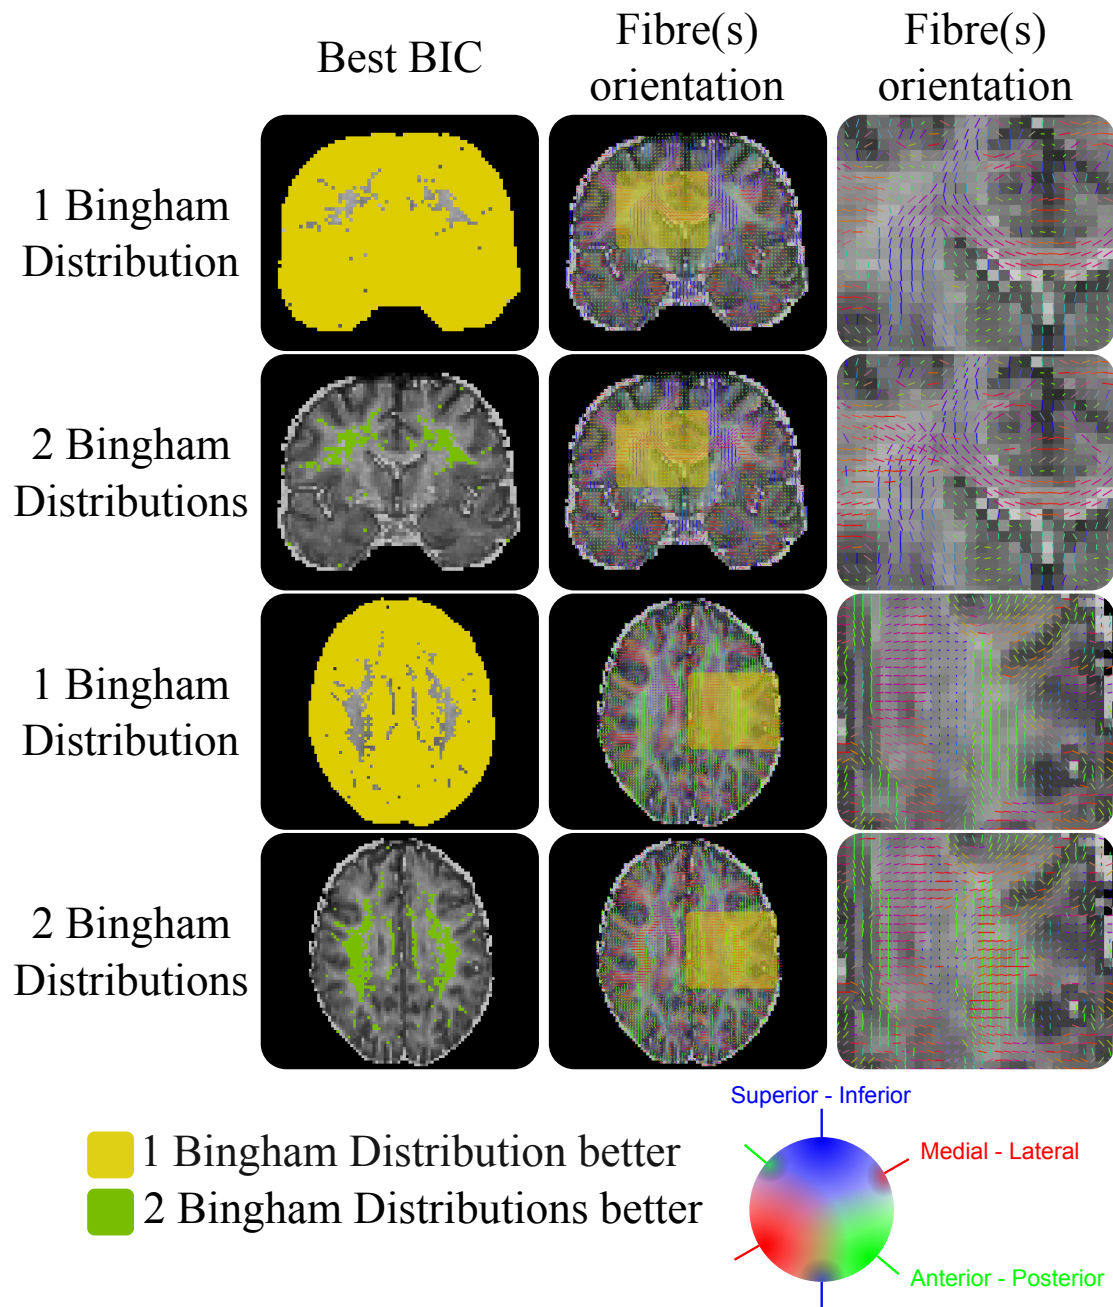 Best BIC
Fibre(s)
orientation
Fibre(s)
orientation
1 Bingham
Distribution
2 Bingham
Distributions
1 Bingham
Distribution
2 Bingham
Distributions
1 Bingham Distribution better
2 Bingham Distributions better
Superior - Inferior
Medial - Lateral
Anterior - Posterior